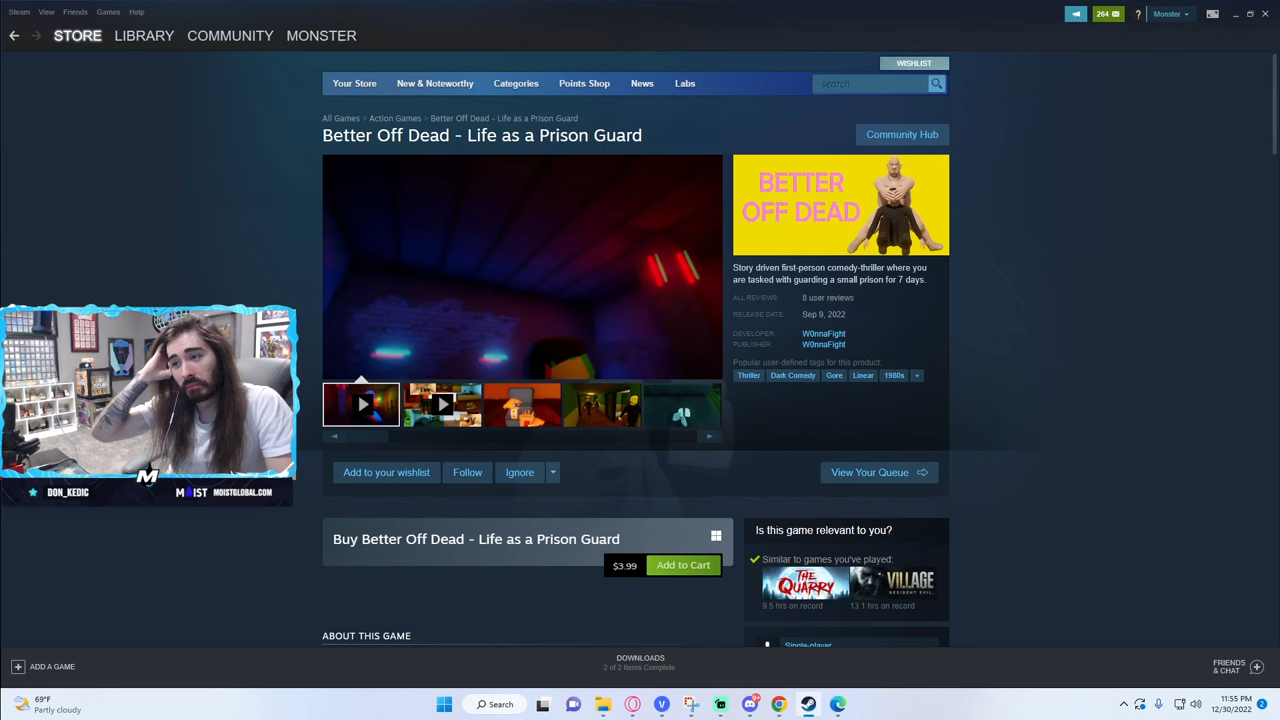 Steam View Friends Games Help
264
?
Monster
STORE LIBRARY COMMUNITY MONSTER
WISHLIST
Your Store New & Noteworthy Categories Points Shop News Labs search
All Games > Action Games > Better Off Dead - Life as a Prison Guard
Better Off Dead - Life as a Prison Guard
Community Hub
BETTER
OFF DEAD
Story driven first-person comedy-thriller where you
are tasked with guarding a small prison for 7 days.
ALL REVIEWS: 8 user reviews
RELEASE DATE: Sep 9, 2022
DEVELOPER: W0nnaFight
PUBLISHER: W0nnaFight
Popular user-defined tags for this product:
Thriller Dark Comedy Gore Linear 1980s +
Add to your wishlist Follow Ignore
View Your Queue
M
DON_KEDIC MOIST MOISTGLOBAL.COM
Buy Better Off Dead - Life as a Prison Guard
$3.99 Add to Cart
Is this game relevant to you?
Similar to games you've played:
THE QUARRY
VILLAGE
RESIDENT EVIL
9.5 hrs on record 13.1 hrs on record
ABOUT THIS GAME
Single-player
ADD A GAME
DOWNLOADS
2 of 2 Items Complete
FRIENDS
& CHAT
69°F
Partly cloudy
Search
11:55 PM
12/30/2022
2